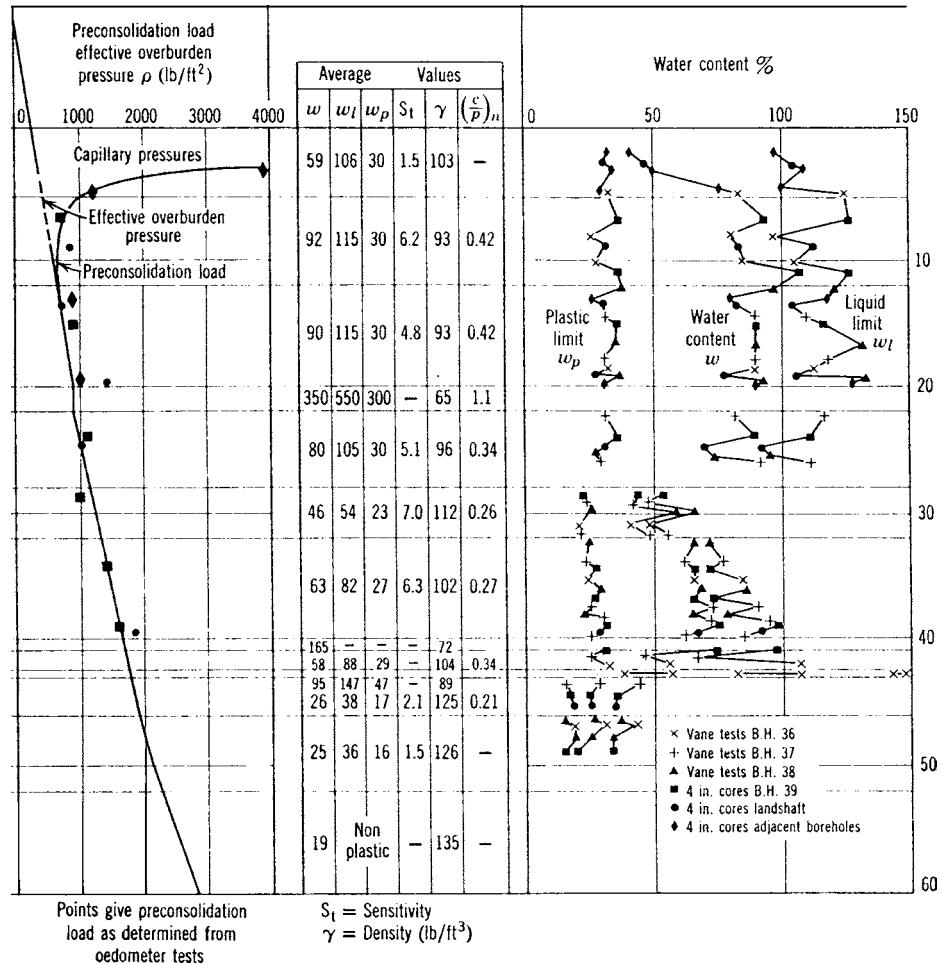 Preconsolidation load
effective overburden
pressure ρ (lb/ft²)
0 1000 2000 3000 4000
Capillary pressures
Effective overburden
pressure
Preconsolidation load
Points give preconsolidation
load as determined from
oedometer tests
Average Values
w w_l w_p S_t γ (c/p)_n
59 106 30 1.5 103 —
92 115 30 6.2 93 0.42
90 115 30 4.8 93 0.42
350 550 300 — 65 1.1
80 105 30 5.1 96 0.34
46 54 23 7.0 112 0.26
63 82 27 6.3 102 0.27
165 — — — 72 —
58 88 29 — 104 0.34
95 147 47 — 89
26 38 17 2.1 125 0.21
25 36 16 1.5 126 —
19 Non plastic — 135 —
S_t = Sensitivity
γ = Density (lb/ft³)
Water content %
0 50 100 150
Plastic
limit
w_p
Water
content
w
Liquid
limit
w_l
10
20
30
40
50
60
× Vane tests B.H. 36
+ Vane tests B.H. 37
▲ Vane tests B.H. 38
■ 4 in. cores B.H. 39
● 4 in. cores landshaft
♦ 4 in. cores adjacent boreholes